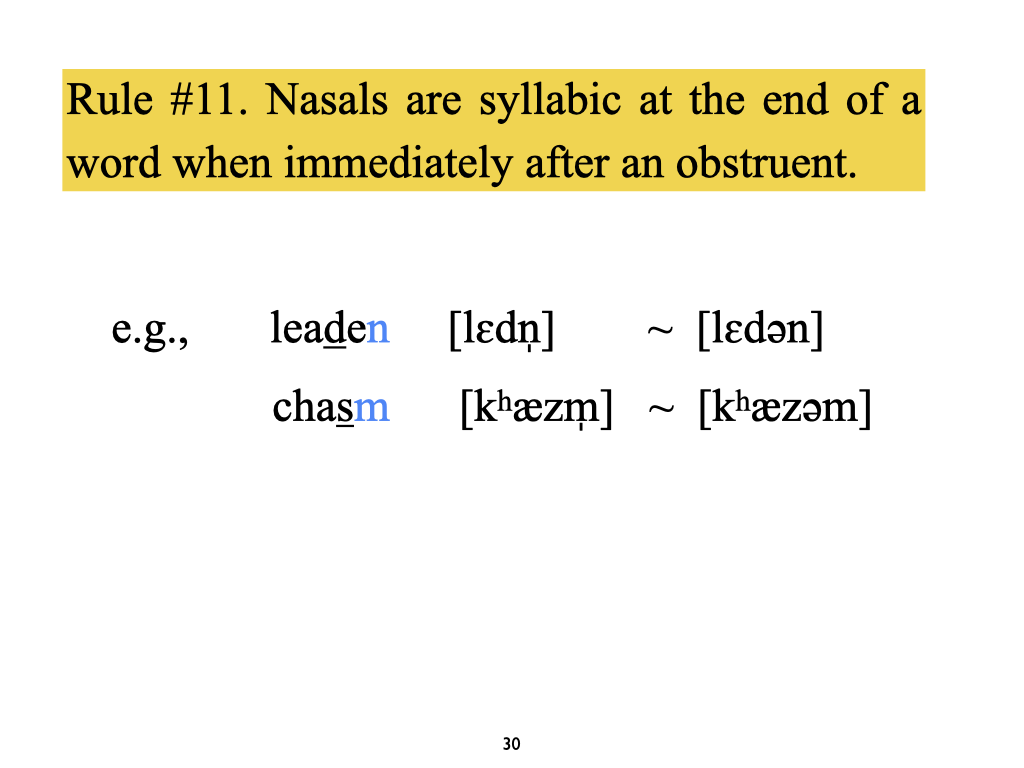 Rule #11. Nasals are syllabic at the end of a
word when immediately after an obstruent.
e.g., leaden [lɛdn̩] ~ [lɛdən]
chasm [kʰæzm̩] ~ [kʰæzəm]
30